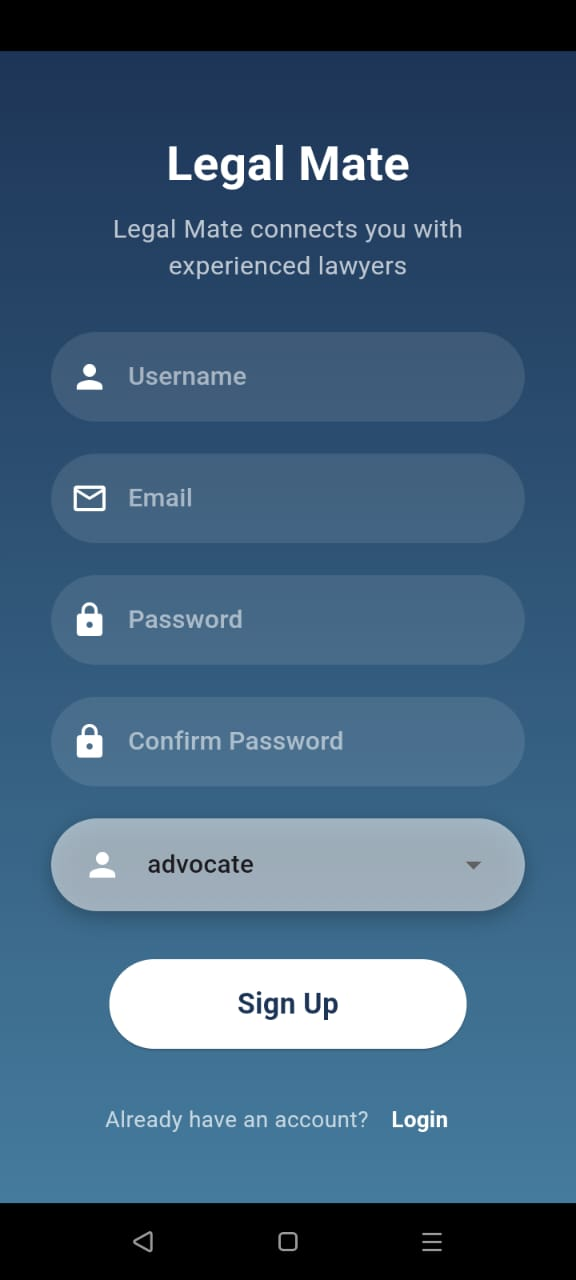 Legal Mate
Legal Mate connects you with
experienced lawyers
Username
Email
Password
Confirm Password
advocate
Sign Up
Already have an account? Login